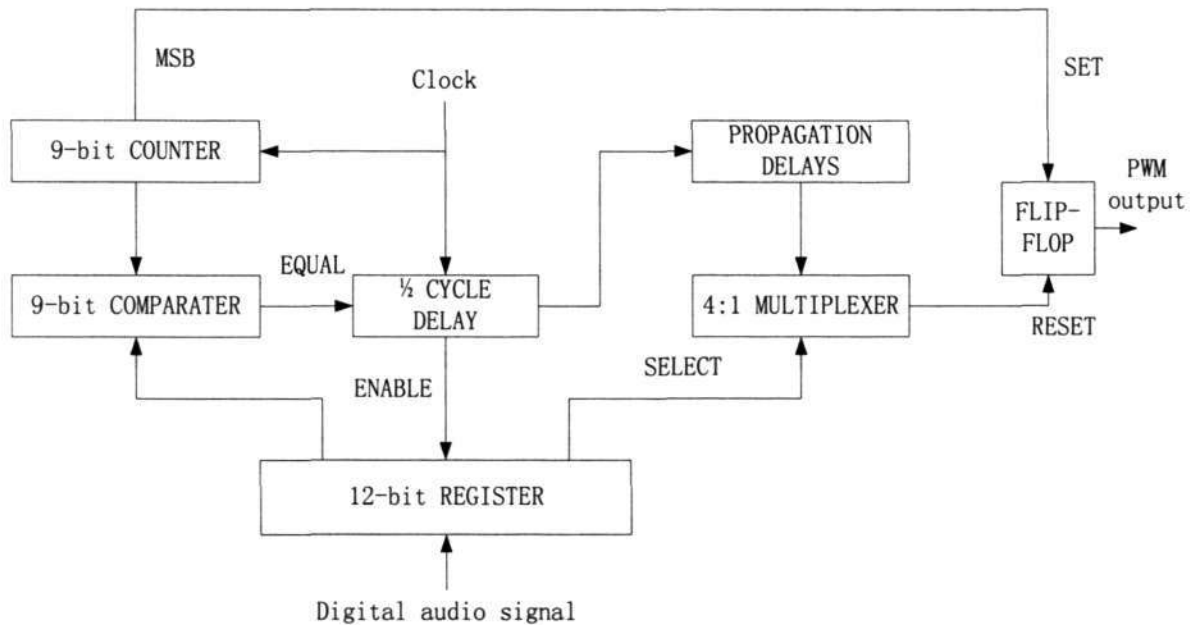 MSB
Clock
SET
9-bit COUNTER
PROPAGATION
DELAYS
PWM
output
FLIP-
FLOP
EQUAL
9-bit COMPARATER
½ CYCLE
DELAY
4:1 MULTIPLEXER
RESET
SELECT
ENABLE
12-bit REGISTER
Digital audio signal